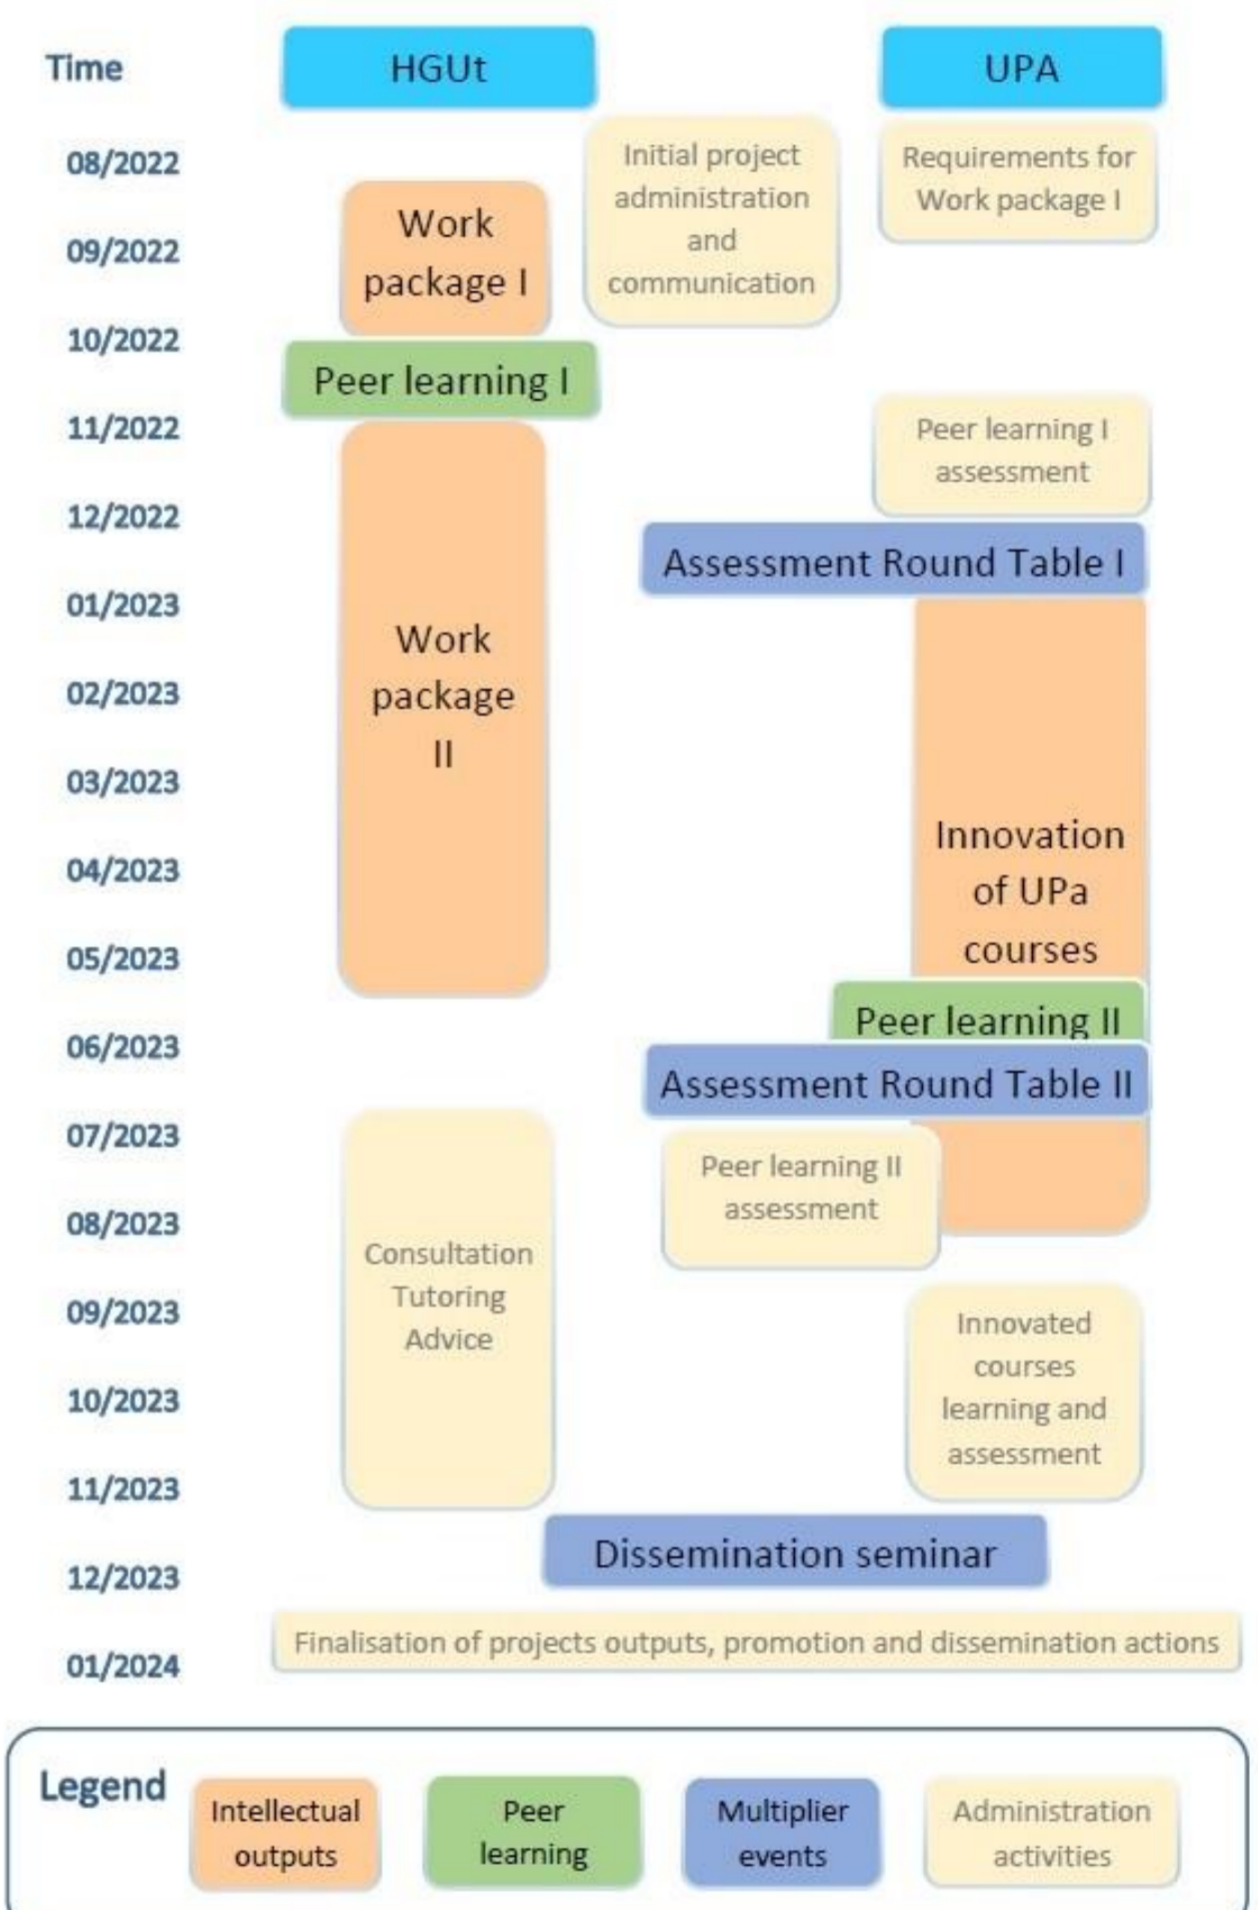 Time
HGUt
UPA
08/2022
Initial project
administration
and
communication
Requirements for
Work package I
Work
package I
09/2022
10/2022
Peer learning I
11/2022
Peer learning I
assessment
12/2022
Assessment Round Table I
01/2023
Work
package
II
02/2023
03/2023
Innovation
of UPa
courses
04/2023
05/2023
Peer learning II
06/2023
Assessment Round Table II
07/2023
Peer learning II
assessment
08/2023
Consultation
Tutoring
Advice
09/2023
Innovated
courses
learning and
assessment
10/2023
11/2023
Dissemination seminar
12/2023
Finalisation of projects outputs, promotion and dissemination actions
01/2024
Legend
Intellectual
outputs
Peer
learning
Multiplier
events
Administration
activities